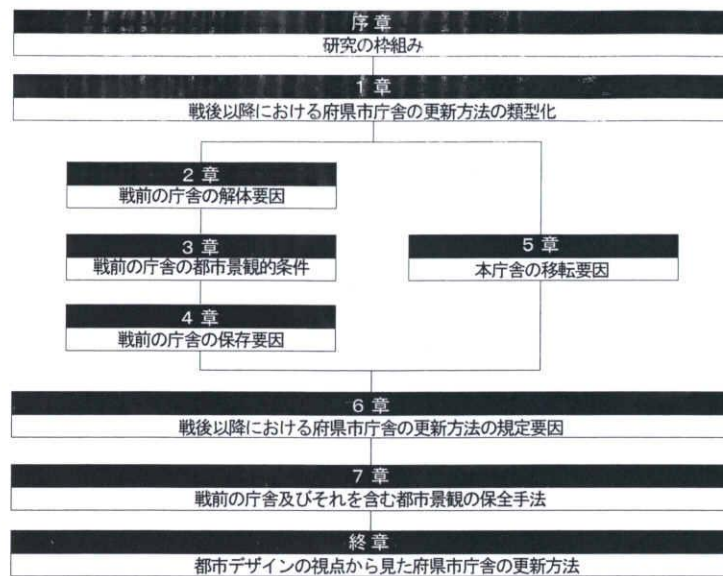 序章
研究の枠組み
1章
戦後以降における府県市庁舎の更新方法の類型化
2章
戦前の庁舎の解体要因
3章
戦前の庁舎の都市景観的条件
4章
戦前の庁舎の保存要因
5章
本庁舎の移転要因
6章
戦後以降における府県市庁舎の更新方法の規定要因
7章
戦前の庁舎及びそれを含む都市景観の保全手法
終章
都市デザインの視点から見た府県市庁舎の更新方法